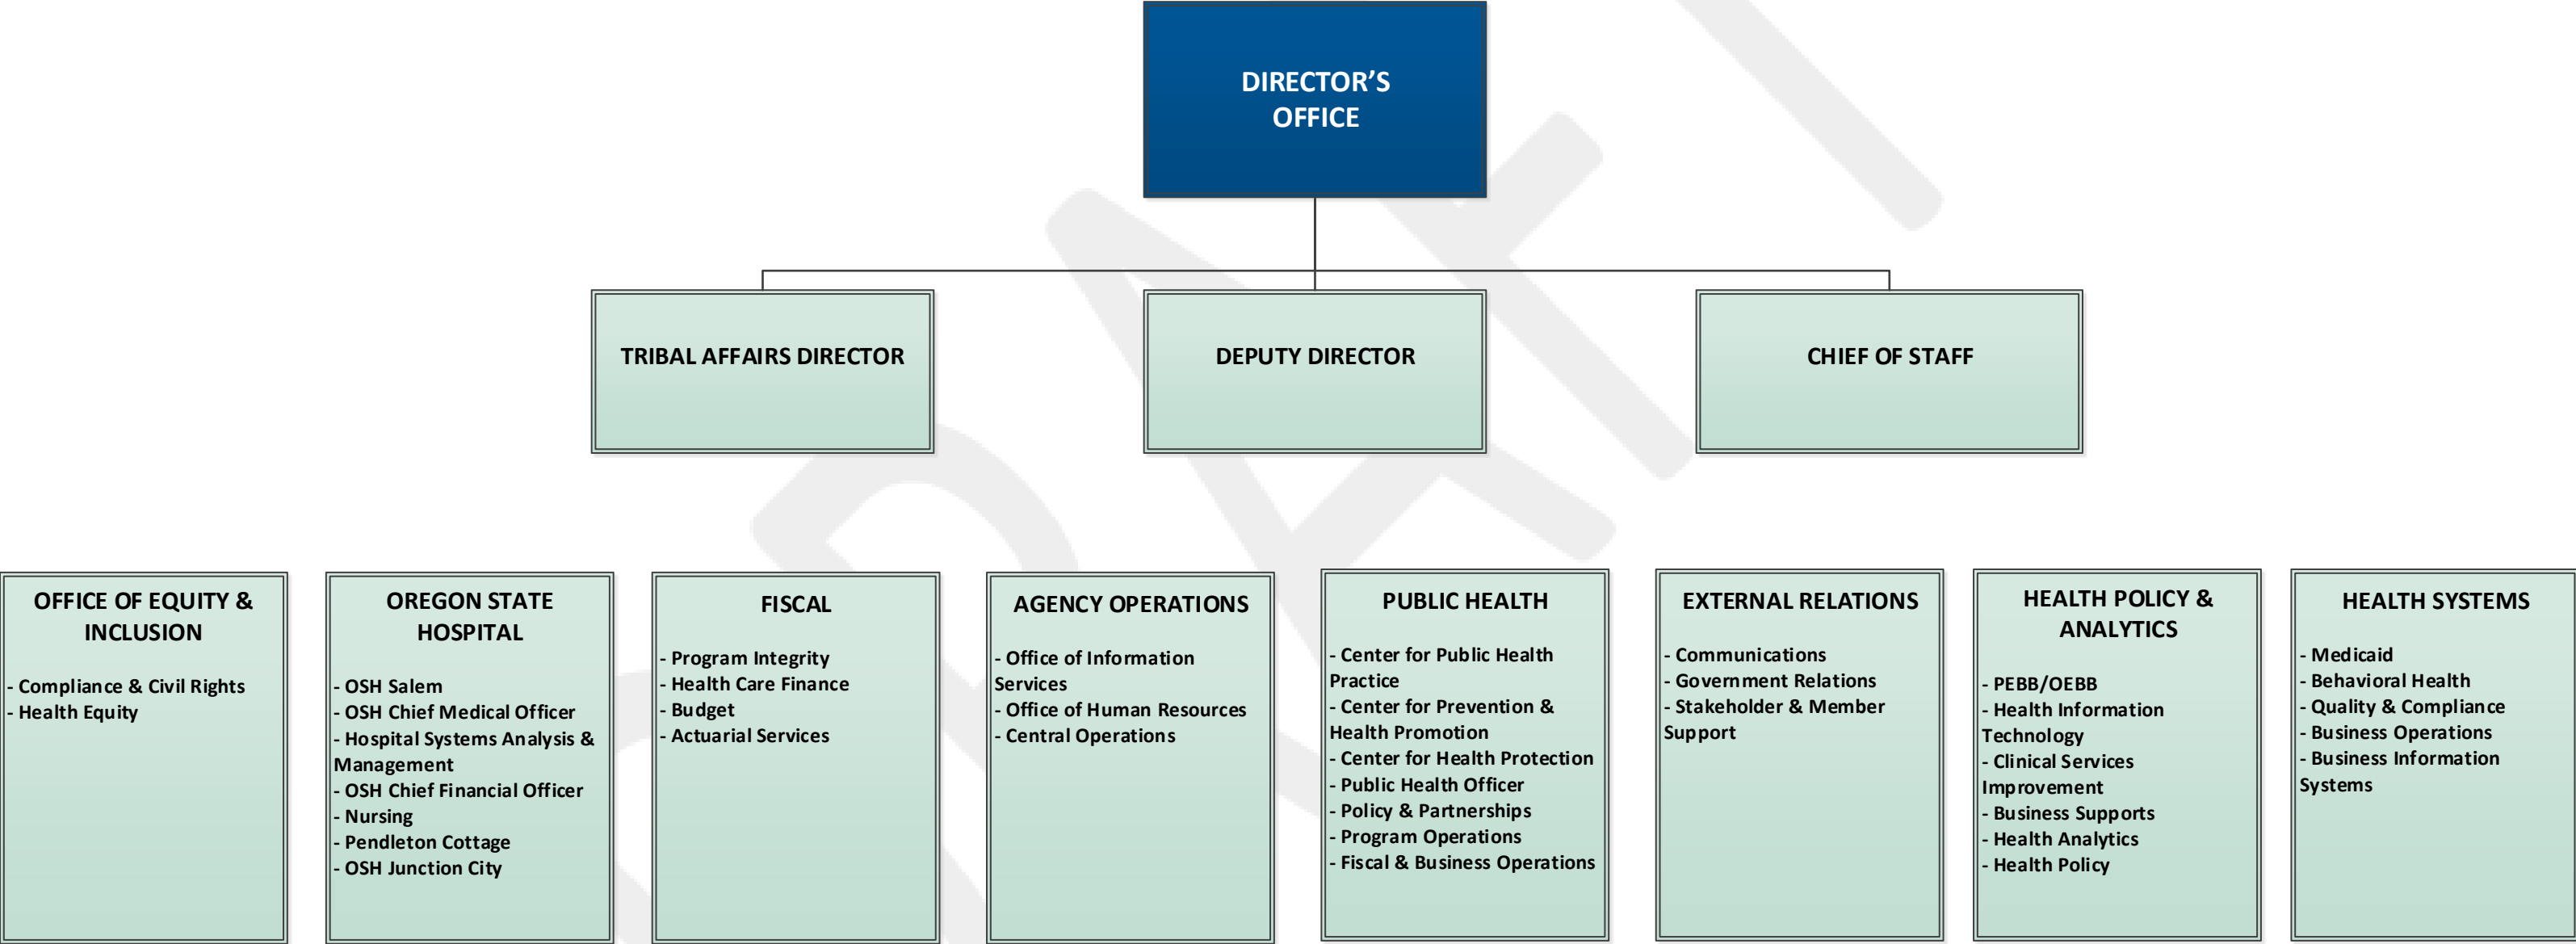 DIRECTOR'S
OFFICE
TRIBAL AFFAIRS DIRECTOR
DEPUTY DIRECTOR
CHIEF OF STAFF
OFFICE OF EQUITY &
INCLUSION
- Compliance & Civil Rights
- Health Equity
OREGON STATE
HOSPITAL
- OSH Salem
- OSH Chief Medical Officer
- Hospital Systems Analysis &
Management
- OSH Chief Financial Officer
- Nursing
- Pendleton Cottage
- OSH Junction City
FISCAL
- Program Integrity
- Health Care Finance
- Budget
- Actuarial Services
AGENCY OPERATIONS
- Office of Information
Services
- Office of Human Resources
- Central Operations
PUBLIC HEALTH
- Center for Public Health
Practice
- Center for Prevention &
Health Promotion
- Center for Health Protection
- Public Health Officer
- Policy & Partnerships
- Program Operations
- Fiscal & Business Operations
EXTERNAL RELATIONS
- Communications
- Government Relations
- Stakeholder & Member
Support
HEALTH POLICY &
ANALYTICS
- PEBB/OEBB
- Health Information
Technology
- Clinical Services
Improvement
- Business Supports
- Health Analytics
- Health Policy
HEALTH SYSTEMS
- Medicaid
- Behavioral Health
- Quality & Compliance
- Business Operations
- Business Information
Systems
DRAFT